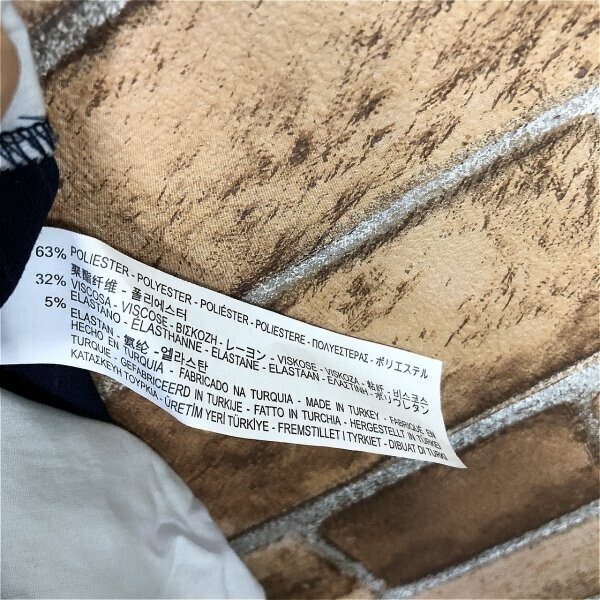 63% POLIESTER - POLYESTER - POLIÉSTER - POLIESTERE - ΠΟΛΥΕΣΤΕΡΑΣ - ポリエステル
聚酯纤维 - 폴리에스터
32% VISCOSA - VISCOSE - ΒΙΣΚΟΖΗ - レーヨン - VISKOSE - VISKOZA - 粘纤 - 비스코스
5% ELASTANO - ELASTHANNE - ELASTANE - ELASTAAN - ΕΛΑΣΤΙΝΗ - ポリウレタン
ELASTAN - 氨纶 - 엘라스탄
HECHO EN TURQUIA - FABRICADO NA TURQUIA - MADE IN TURKEY - FABRIQUÉ EN
TURQUIE - GEFABRICEERD IN TURKIJE - FATTO IN TURCHIA - HERGESTELLT IN TÜRKEI
ΚΑΤΑΣΚΕΥΗ ΤΟΥΡΚΙΑ - ÜRETİM YERİ TÜRKİYE - FREMSTILLET I TYRKIET - DIBUAT DI TURKI